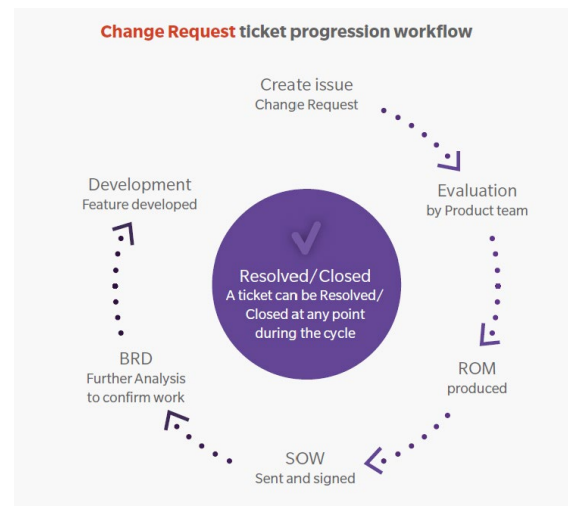 Change Request ticket progression workflow
Create issue
Change Request
Evaluation
by Product team
ROM
produced
SOW
Sent and signed
BRD
Further Analysis
to confirm work
Development
Feature developed
Resolved/Closed
A ticket can be Resolved/
Closed at any point
during the cycle